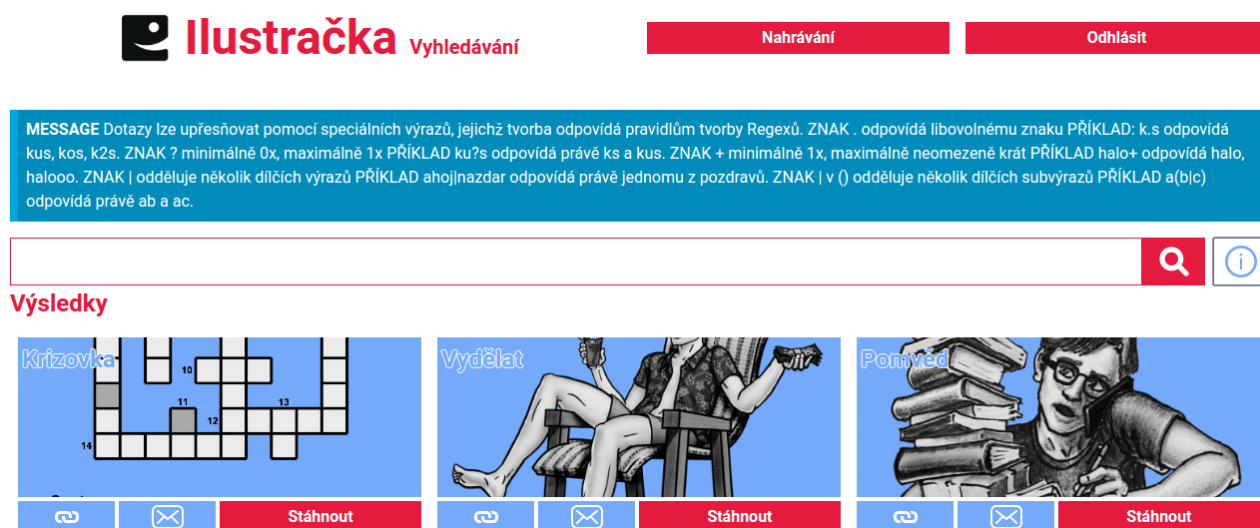 Ilustračka Vyhledávání
Nahrávání
Odhlásit
MESSAGE Dotazy lze upřesňovat pomocí speciálních výrazů, jejichž tvorba odpovídá pravidlům tvorby Regexů. ZNAK . odpovídá libovolnému znaku PŘÍKLAD: k.s odpovídá
kus, kos, k2s. ZNAK ? minimálně 0x, maximálně 1x PŘÍKLAD ku?s odpovídá právě ks a kus. ZNAK + minimálně 1x, maximálně neomezeně krát PŘÍKLAD halo+ odpovídá halo,
halooo. ZNAK | odděluje několik dílčích výrazů PŘÍKLAD ahoj|nazdar odpovídá právě jednomu z pozdravů. ZNAK | v () odděluje několik dílčích subvýrazů PŘÍKLAD a(b|c)
odpovídá právě ab a ac.
Výsledky
Krizovka
10
11
12
13
14
Vydělat
Pomvěd
Stáhnout
Stáhnout
Stáhnout